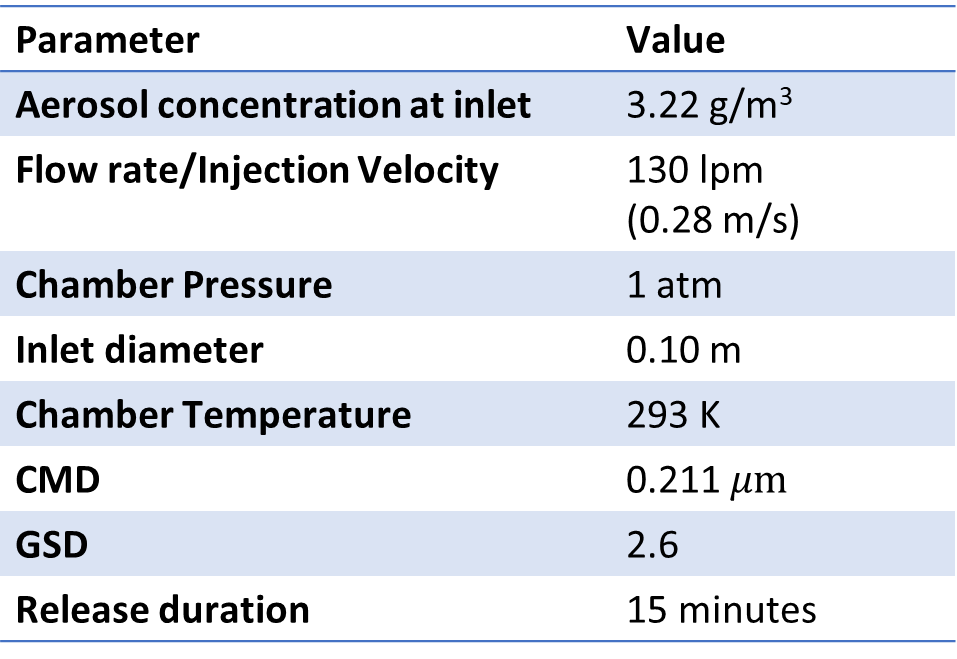 Parameter Value
Aerosol concentration at inlet 3.22 g/m³
Flow rate/Injection Velocity 130 lpm
(0.28 m/s)
Chamber Pressure 1 atm
Inlet diameter 0.10 m
Chamber Temperature 293 K
CMD 0.211 𝜇m
GSD 2.6
Release duration 15 minutes